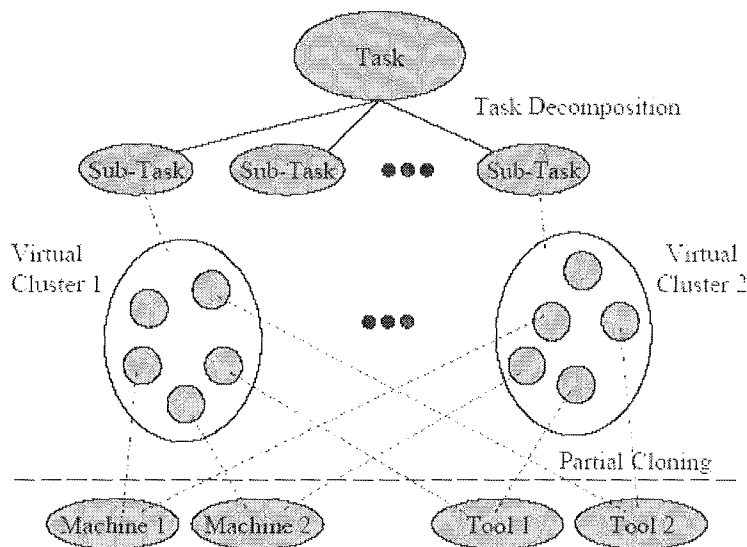 Task
Task Decomposition
Sub-Task
Sub-Task
Sub-Task
Virtual
Cluster 1
Virtual
Cluster 2
Partial Cloning
Machine 1
Machine 2
Tool 1
Tool 2